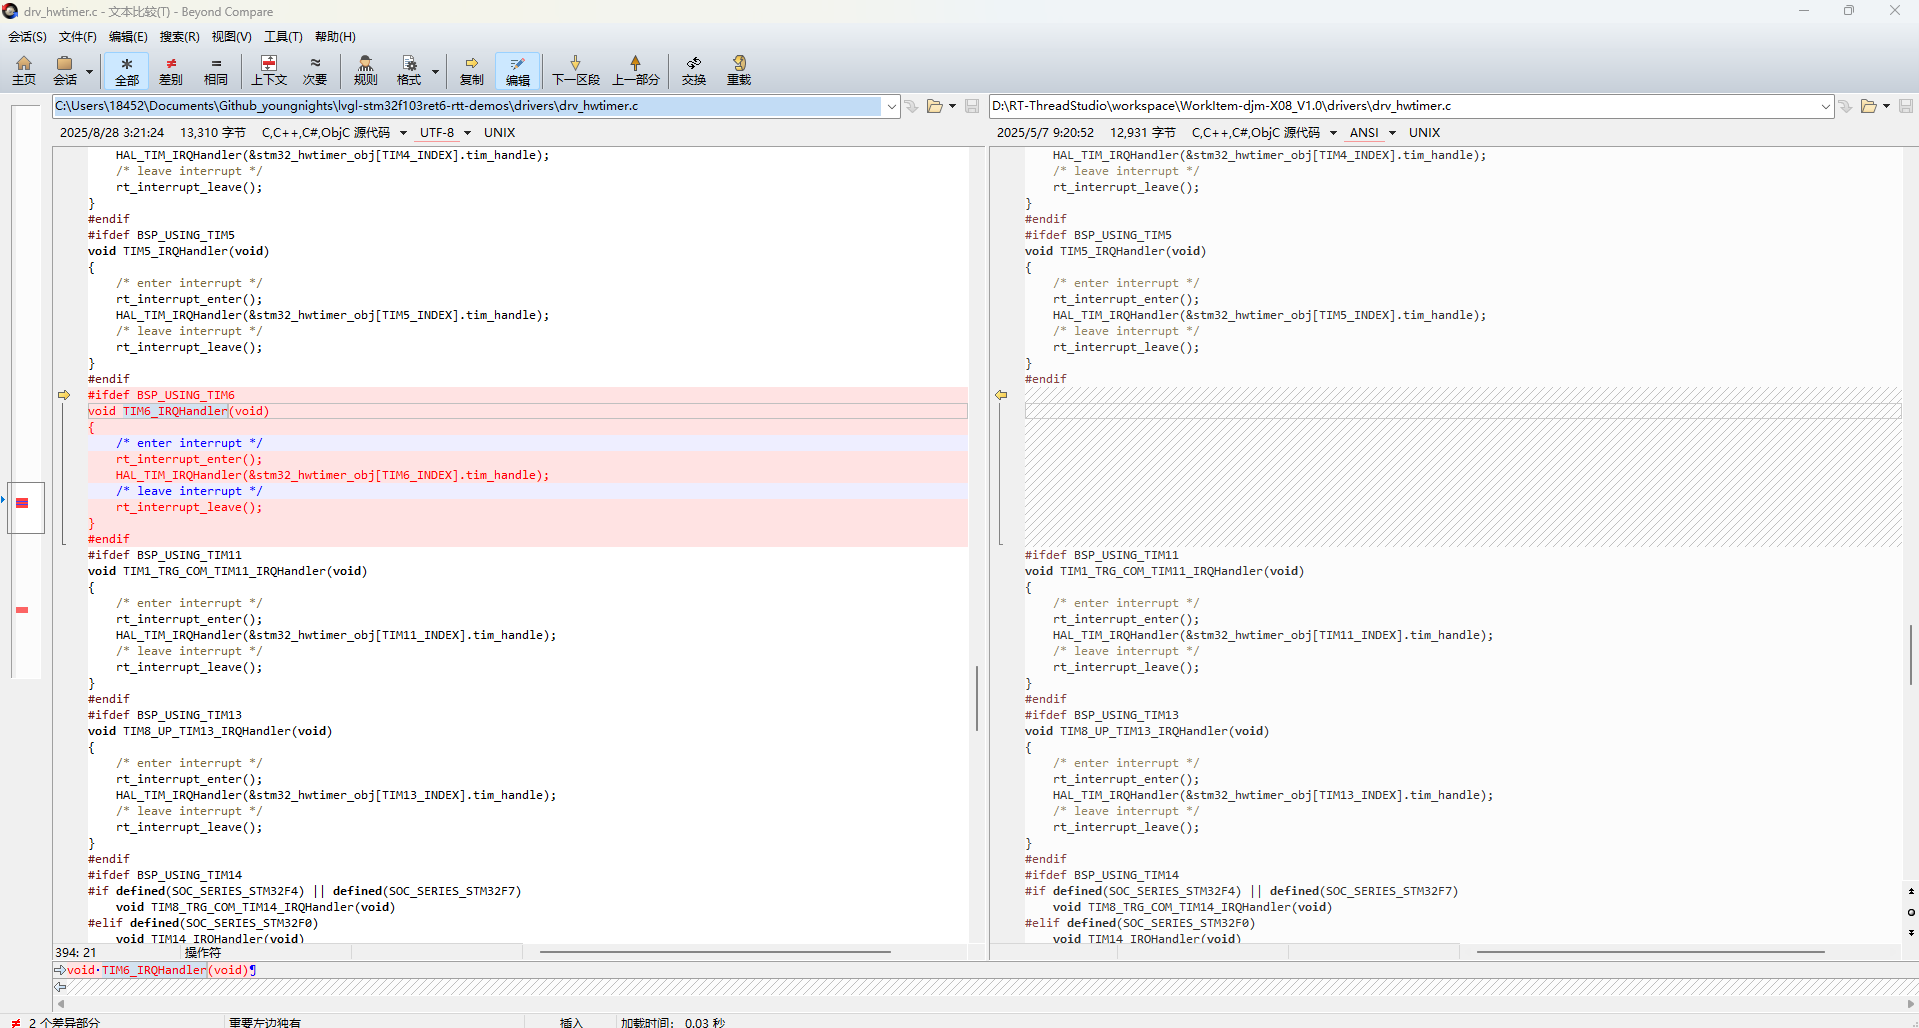 drv_hwtimer.c - 文本比较(T) - Beyond Compare
会话(S) 文件(F) 编辑(E) 搜索(R) 视图(V) 工具(T) 帮助(H)
主页 会话 全部 差别 相同 上下文 次要 规则 格式 复制 编辑 下一区段 上一部分 交换 重载
C:\Users\18452\Documents\Github_youngnights\lvgl-stm32f103ret6-rtt-demos\drivers\drv_hwtimer.c
2025/8/28 3:21:24 13,310 字节 C,C++,C#,ObjC 源代码 UTF-8 UNIX
    HAL_TIM_IRQHandler(&stm32_hwtimer_obj[TIM4_INDEX].tim_handle);
    /* leave interrupt */
    rt_interrupt_leave();
}
#endif
#ifdef BSP_USING_TIM5
void TIM5_IRQHandler(void)
{
    /* enter interrupt */
    rt_interrupt_enter();
    HAL_TIM_IRQHandler(&stm32_hwtimer_obj[TIM5_INDEX].tim_handle);
    /* leave interrupt */
    rt_interrupt_leave();
}
#endif
#ifdef BSP_USING_TIM6
void TIM6_IRQHandler(void)
{
    /* enter interrupt */
    rt_interrupt_enter();
    HAL_TIM_IRQHandler(&stm32_hwtimer_obj[TIM6_INDEX].tim_handle);
    /* leave interrupt */
    rt_interrupt_leave();
}
#endif
#ifdef BSP_USING_TIM11
void TIM1_TRG_COM_TIM11_IRQHandler(void)
{
    /* enter interrupt */
    rt_interrupt_enter();
    HAL_TIM_IRQHandler(&stm32_hwtimer_obj[TIM11_INDEX].tim_handle);
    /* leave interrupt */
    rt_interrupt_leave();
}
#endif
#ifdef BSP_USING_TIM13
void TIM8_UP_TIM13_IRQHandler(void)
{
    /* enter interrupt */
    rt_interrupt_enter();
    HAL_TIM_IRQHandler(&stm32_hwtimer_obj[TIM13_INDEX].tim_handle);
    /* leave interrupt */
    rt_interrupt_leave();
}
#endif
#ifdef BSP_USING_TIM14
#if defined(SOC_SERIES_STM32F4) || defined(SOC_SERIES_STM32F7)
    void TIM8_TRG_COM_TIM14_IRQHandler(void)
#elif defined(SOC_SERIES_STM32F0)
    void TIM14_IRQHandler(void)
394: 21 操作符
D:\RT-ThreadStudio\workspace\WorkItem-djm-X08_V1.0\drivers\drv_hwtimer.c
2025/5/7 9:20:52 12,931 字节 C,C++,C#,ObjC 源代码 ANSI UNIX
    HAL_TIM_IRQHandler(&stm32_hwtimer_obj[TIM4_INDEX].tim_handle);
    /* leave interrupt */
    rt_interrupt_leave();
}
#endif
#ifdef BSP_USING_TIM5
void TIM5_IRQHandler(void)
{
    /* enter interrupt */
    rt_interrupt_enter();
    HAL_TIM_IRQHandler(&stm32_hwtimer_obj[TIM5_INDEX].tim_handle);
    /* leave interrupt */
    rt_interrupt_leave();
}
#endif
#ifdef BSP_USING_TIM11
void TIM1_TRG_COM_TIM11_IRQHandler(void)
{
    /* enter interrupt */
    rt_interrupt_enter();
    HAL_TIM_IRQHandler(&stm32_hwtimer_obj[TIM11_INDEX].tim_handle);
    /* leave interrupt */
    rt_interrupt_leave();
}
#endif
#ifdef BSP_USING_TIM13
void TIM8_UP_TIM13_IRQHandler(void)
{
    /* enter interrupt */
    rt_interrupt_enter();
    HAL_TIM_IRQHandler(&stm32_hwtimer_obj[TIM13_INDEX].tim_handle);
    /* leave interrupt */
    rt_interrupt_leave();
}
#endif
#ifdef BSP_USING_TIM14
#if defined(SOC_SERIES_STM32F4) || defined(SOC_SERIES_STM32F7)
    void TIM8_TRG_COM_TIM14_IRQHandler(void)
#elif defined(SOC_SERIES_STM32F0)
    void TIM14_IRQHandler(void)
void·TIM6_IRQHandler(void)¶
2 个差异部分 重要左边独有 插入 加载时间: 0.03 秒